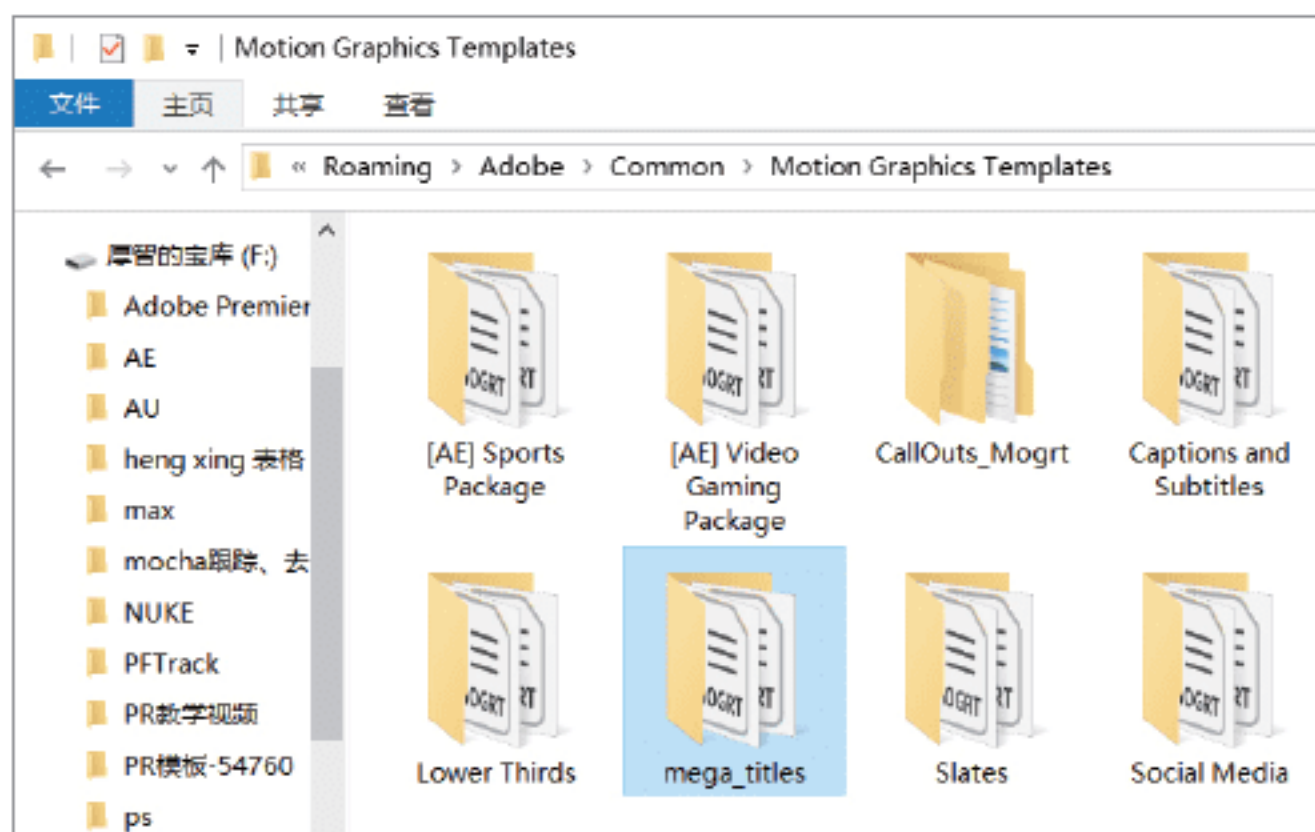 Motion Graphics Templates
文件 主页 共享 查看
« Roaming > Adobe > Common > Motion Graphics Templates
厚智的宝库 (F:)
Adobe Premier
AE
AU
heng xing 表格
max
mocha跟踪、去
NUKE
PFTrack
PR教学视频
PR模板-54760
ps
[AE] Sports
Package
[AE] Video
Gaming
Package
CallOuts_Mogrt
Captions and
Subtitles
Lower Thirds
mega_titles
Slates
Social Media